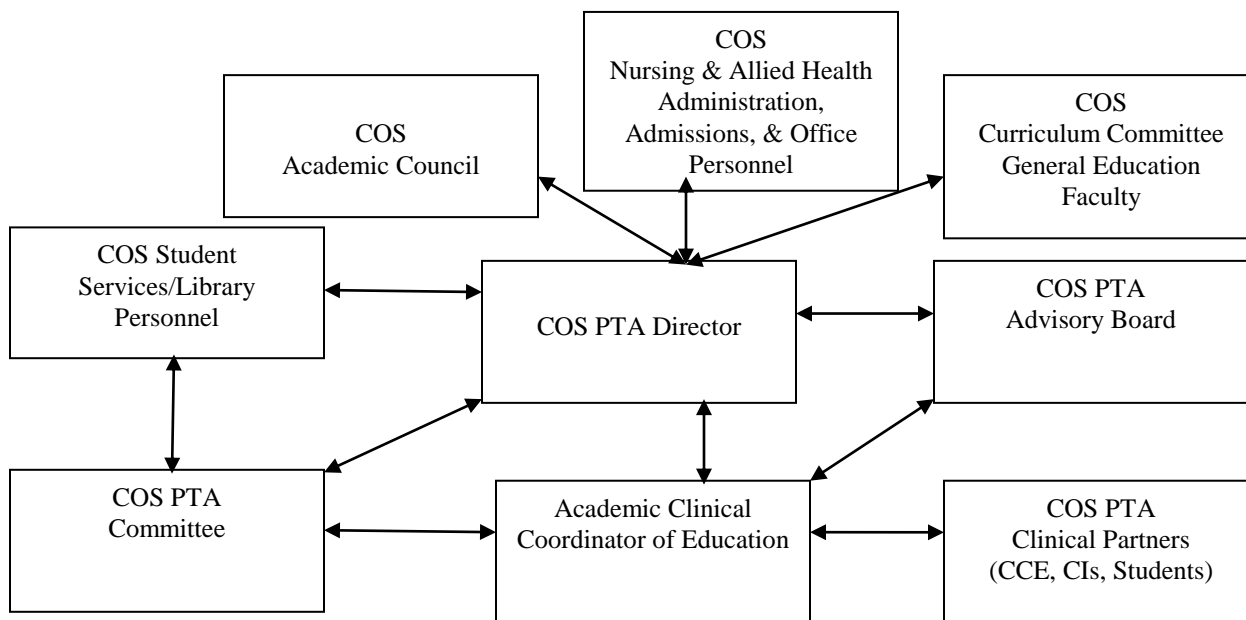 COS
Nursing & Allied Health
Administration,
Admissions, & Office
Personnel
COS
Academic Council
COS
Curriculum Committee
General Education
Faculty
COS Student
Services/Library
Personnel
COS PTA Director
COS PTA
Advisory Board
COS PTA
Committee
Academic Clinical
Coordinator of Education
COS PTA
Clinical Partners
(CCE, CIs, Students)